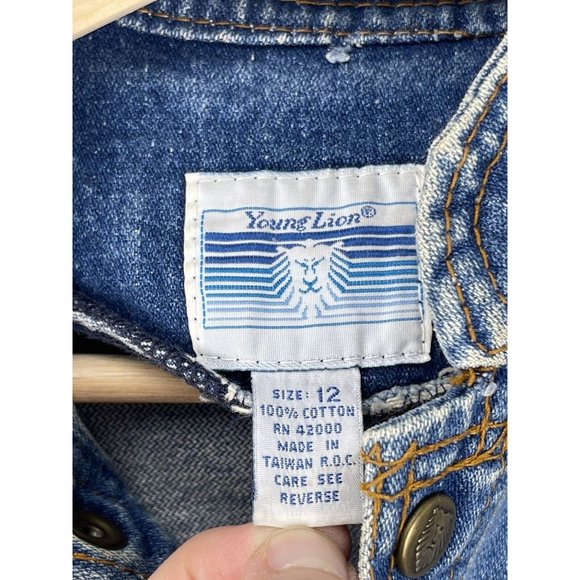 Young Lion®
SIZE: 12
100% COTTON
RN 42000
MADE IN
TAIWAN R.O.C.
CARE SEE
REVERSE